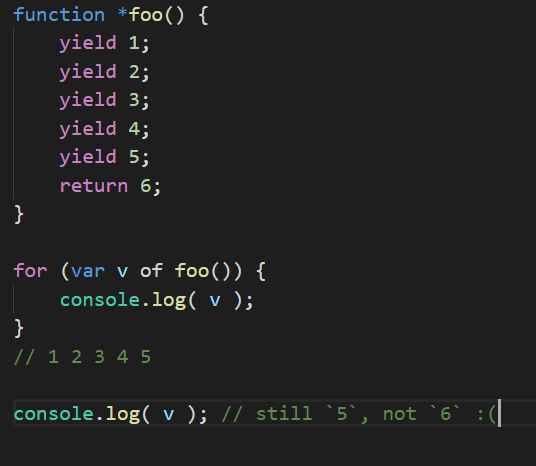 function *foo() {
    yield 1;
    yield 2;
    yield 3;
    yield 4;
    yield 5;
    return 6;
}

for (var v of foo()) {
    console.log( v );
}
// 1 2 3 4 5

console.log( v ); // still `5`, not `6` :(